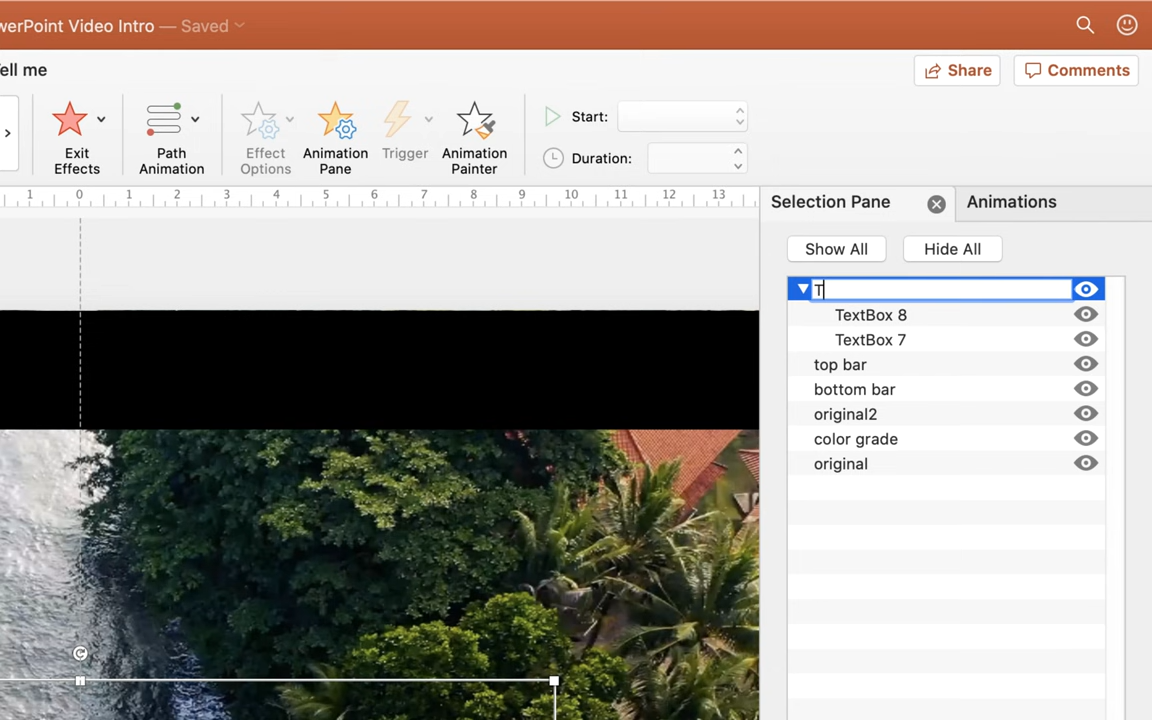 werPoint Video Intro — Saved
ell me
Share
Comments
Exit Effects
Path Animation
Effect Options
Animation Pane
Trigger
Animation Painter
Start:
Duration:
1 0 1 2 3 4 5 6 7 8 9 10 11 12 13
Selection Pane
Animations
Show All
Hide All
T
TextBox 8
TextBox 7
top bar
bottom bar
original2
color grade
original